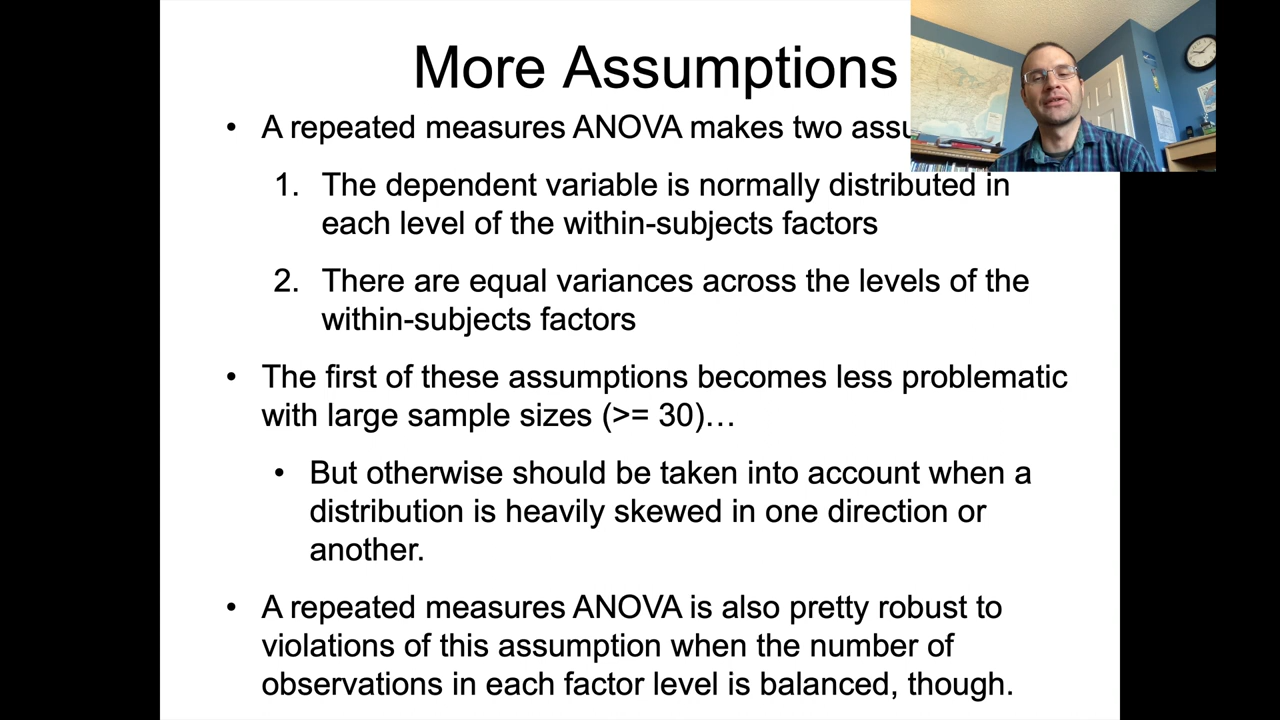 More Assumptions
• A repeated measures ANOVA makes two
1. The dependent variable is normally distributed in
each level of the within-subjects factors
2. There are equal variances across the levels of the
within-subjects factors
• The first of these assumptions becomes less problematic
with large sample sizes (>= 30)…
• But otherwise should be taken into account when a
distribution is heavily skewed in one direction or
another.
• A repeated measures ANOVA is also pretty robust to
violations of this assumption when the number of
observations in each factor level is balanced, though.